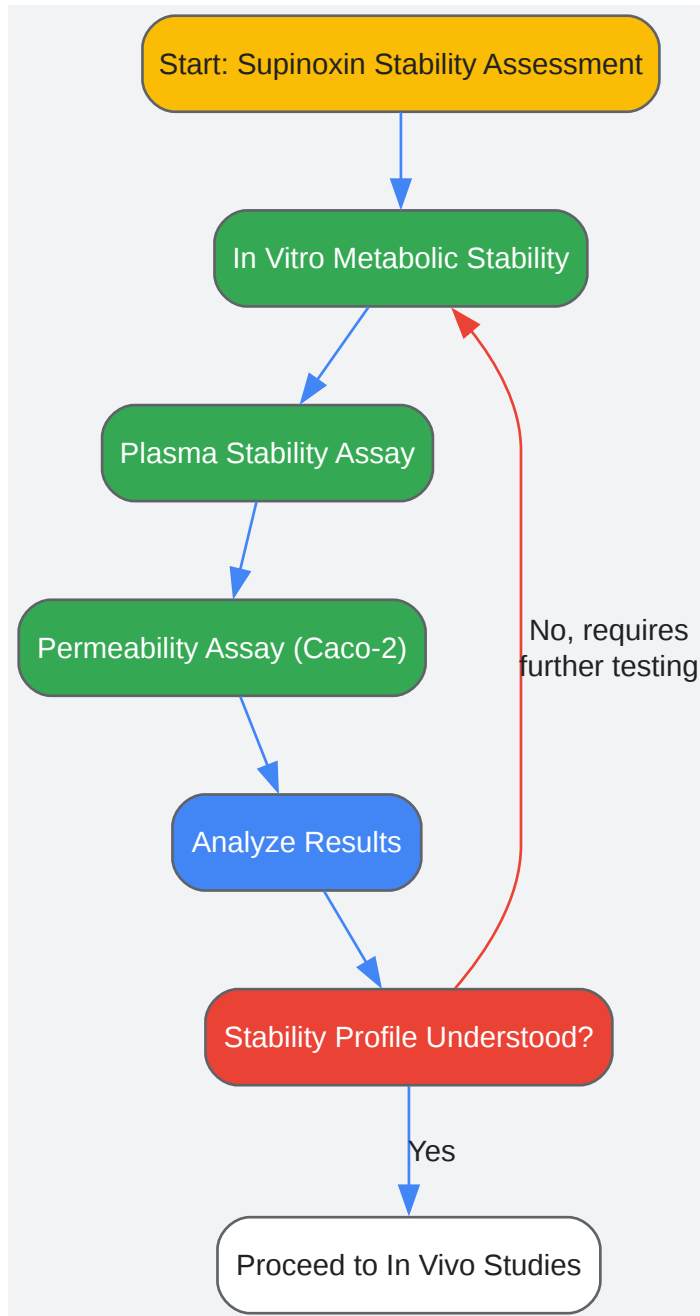 Start: Supinoxin Stability Assessment
In Vitro Metabolic Stability
Plasma Stability Assay
Permeability Assay (Caco-2)
No, requires
further testing
Analyze Results
Stability Profile Understood?
Yes
Proceed to In Vivo Studies